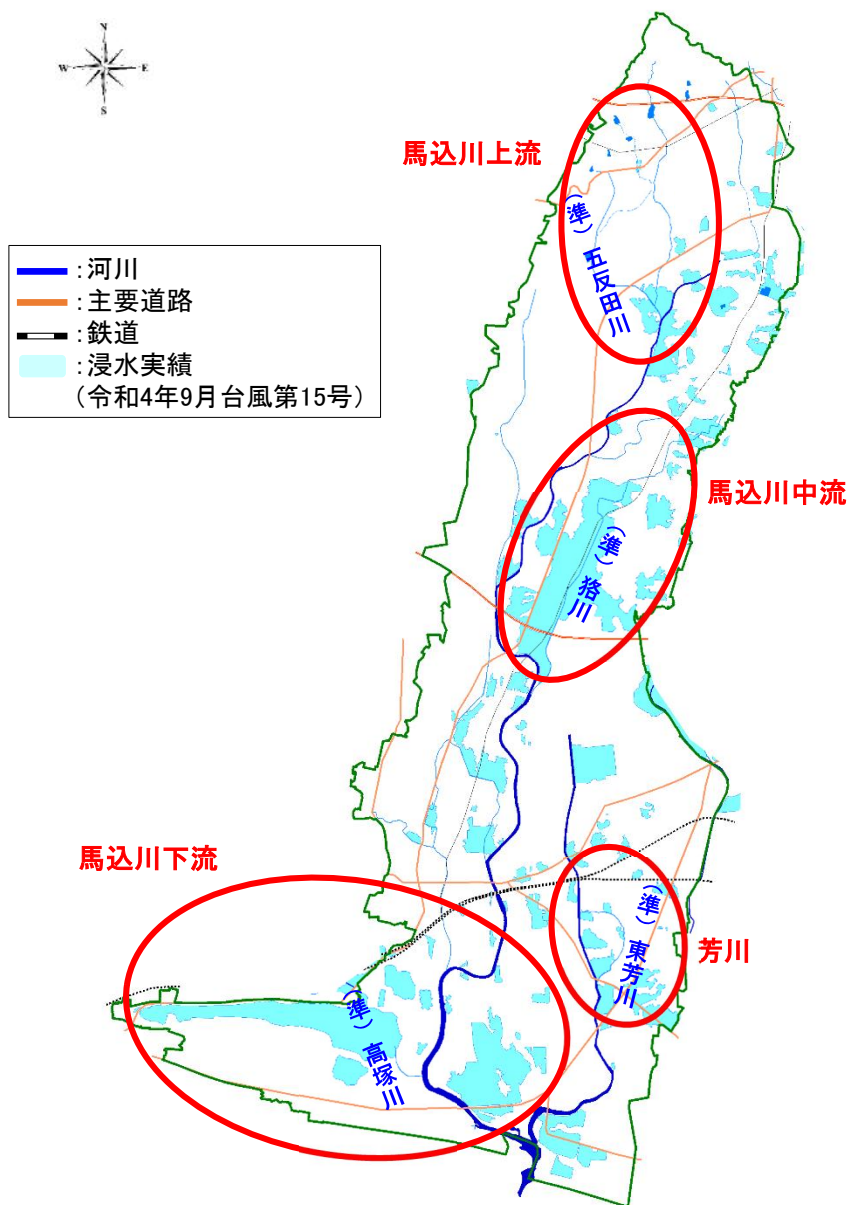 N
W
E
S
馬込川上流
(準) 五反田川
:河川
:主要道路
:鉄道
:浸水実績
(令和4年9月台風第15号)
馬込川中流
(準) 狢川
馬込川下流
(準) 東芳川
芳川
(準) 高塚川